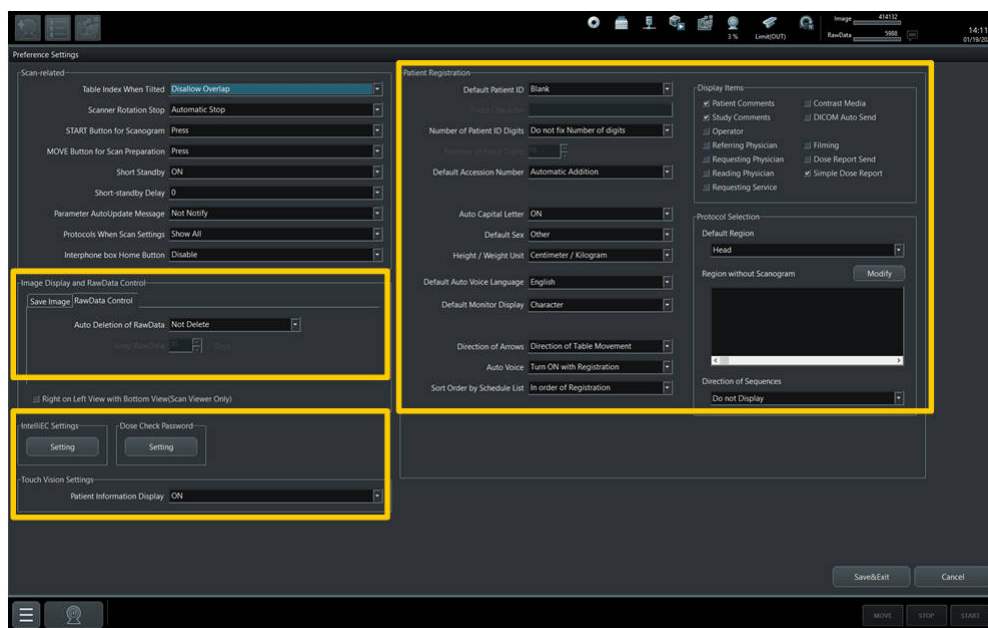 Image 414132
RawData 5988
3 %
Limit(OUT)
14:11
01/19/20
Preference Settings
Scan-related
Table Index When Tilted Disallow Overlap
Scanner Rotation Stop Automatic Stop
START Button for Scanogram Press
MOVE Button for Scan Preparation Press
Short Standby ON
Short-standby Delay 0
Parameter AutoUpdate Message Not Notify
Protocols When Scan Settings Show All
Interphone box Home Button Disable
Image Display and RawData Control
Save Image RawData Control
Auto Deletion of RawData Not Delete
Keep RawData Days
Right on Left View with Bottom View(Scan Viewer Only)
IntelliEC Settings
Setting
Dose Check Password
Setting
Touch Vision Settings
Patient Information Display ON
Patient Registration
Default Patient ID Blank
Number of Patient ID Digits Do not fix Number of digits
Default Accession Number Automatic Addition
Auto Capital Letter ON
Default Sex Other
Height / Weight Unit Centimeter / Kilogram
Default Auto Voice Language English
Default Monitor Display Character
Direction of Arrows Direction of Table Movement
Auto Voice Turn ON with Registration
Sort Order by Schedule List In order of Registration
Display Items
Patient Comments
Study Comments
Operator
Referring Physician
Requesting Physician
Reading Physician
Requesting Service
Contrast Media
DICOM Auto Send
Filming
Dose Report Send
Simple Dose Report
Protocol Selection
Default Region
Head
Region without Scanogram Modify
Direction of Sequences
Do not Display
Save&Exit Cancel
MOVE STOP START